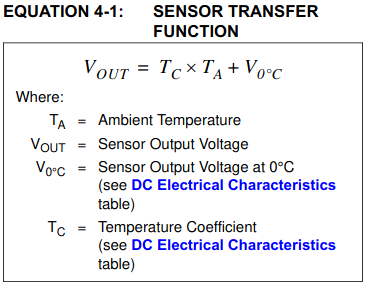 EQUATION 4-1: SENSOR TRANSFER
FUNCTION
V_OUT = T_C × T_A + V_0°C
Where:
T_A = Ambient Temperature
V_OUT = Sensor Output Voltage
V_0°C = Sensor Output Voltage at 0°C
(see DC Electrical Characteristics
table)
T_C = Temperature Coefficient
(see DC Electrical Characteristics
table)